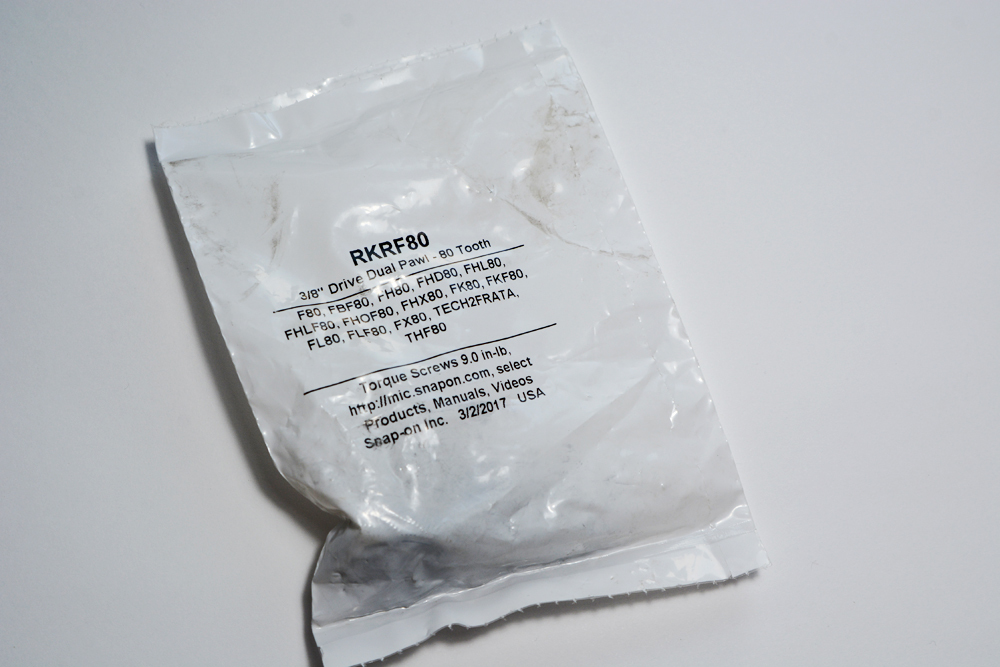 RKRF80
3/8" Drive Dual Pawl - 80 Tooth
F80, FBF80, FH80, FHD80, FHL80,
FHLF80, FHOF80, FHX80, FK80, FKF80,
FL80, FLF80, FX80, TECH2FRATA,
THF80
Torque Screws 9.0 in-lb,
http://mic.snapon.com, select
Products, Manuals, Videos
Snap-on Inc. 3/2/2017 USA